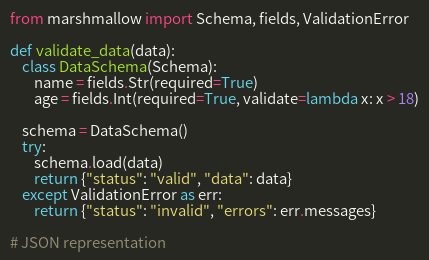 from marshmallow import Schema, fields, ValidationError

def validate_data(data):
    class DataSchema(Schema):
        name = fields.Str(required=True)
        age = fields.Int(required=True, validate=lambda x: x > 18)

    schema = DataSchema()
    try:
        schema.load(data)
        return {"status": "valid", "data": data}
    except ValidationError as err:
        return {"status": "invalid", "errors": err.messages}

# JSON representation